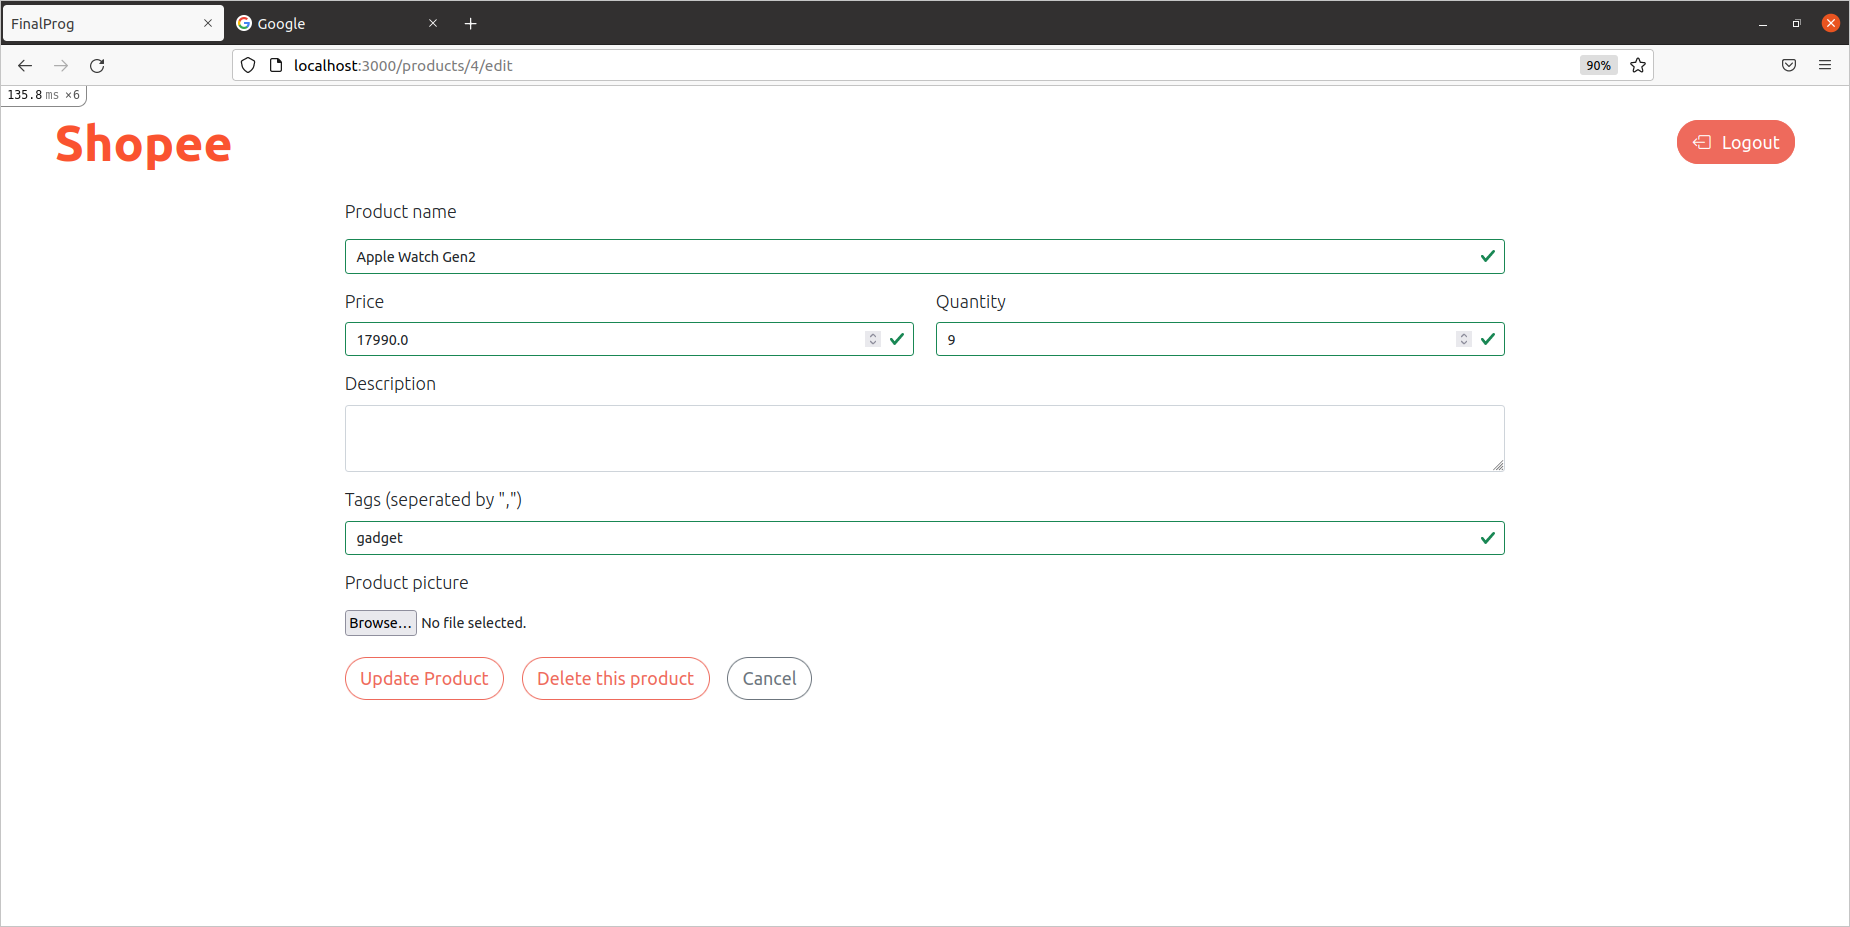 FinalProg
Google
localhost:3000/products/4/edit
90%
135.8 ms ×6
Shopee
Logout
Product name
Apple Watch Gen2
Price
Quantity
17990.0
9
Description
Tags (seperated by ",")
gadget
Product picture
Browse... No file selected.
Update Product
Delete this product
Cancel